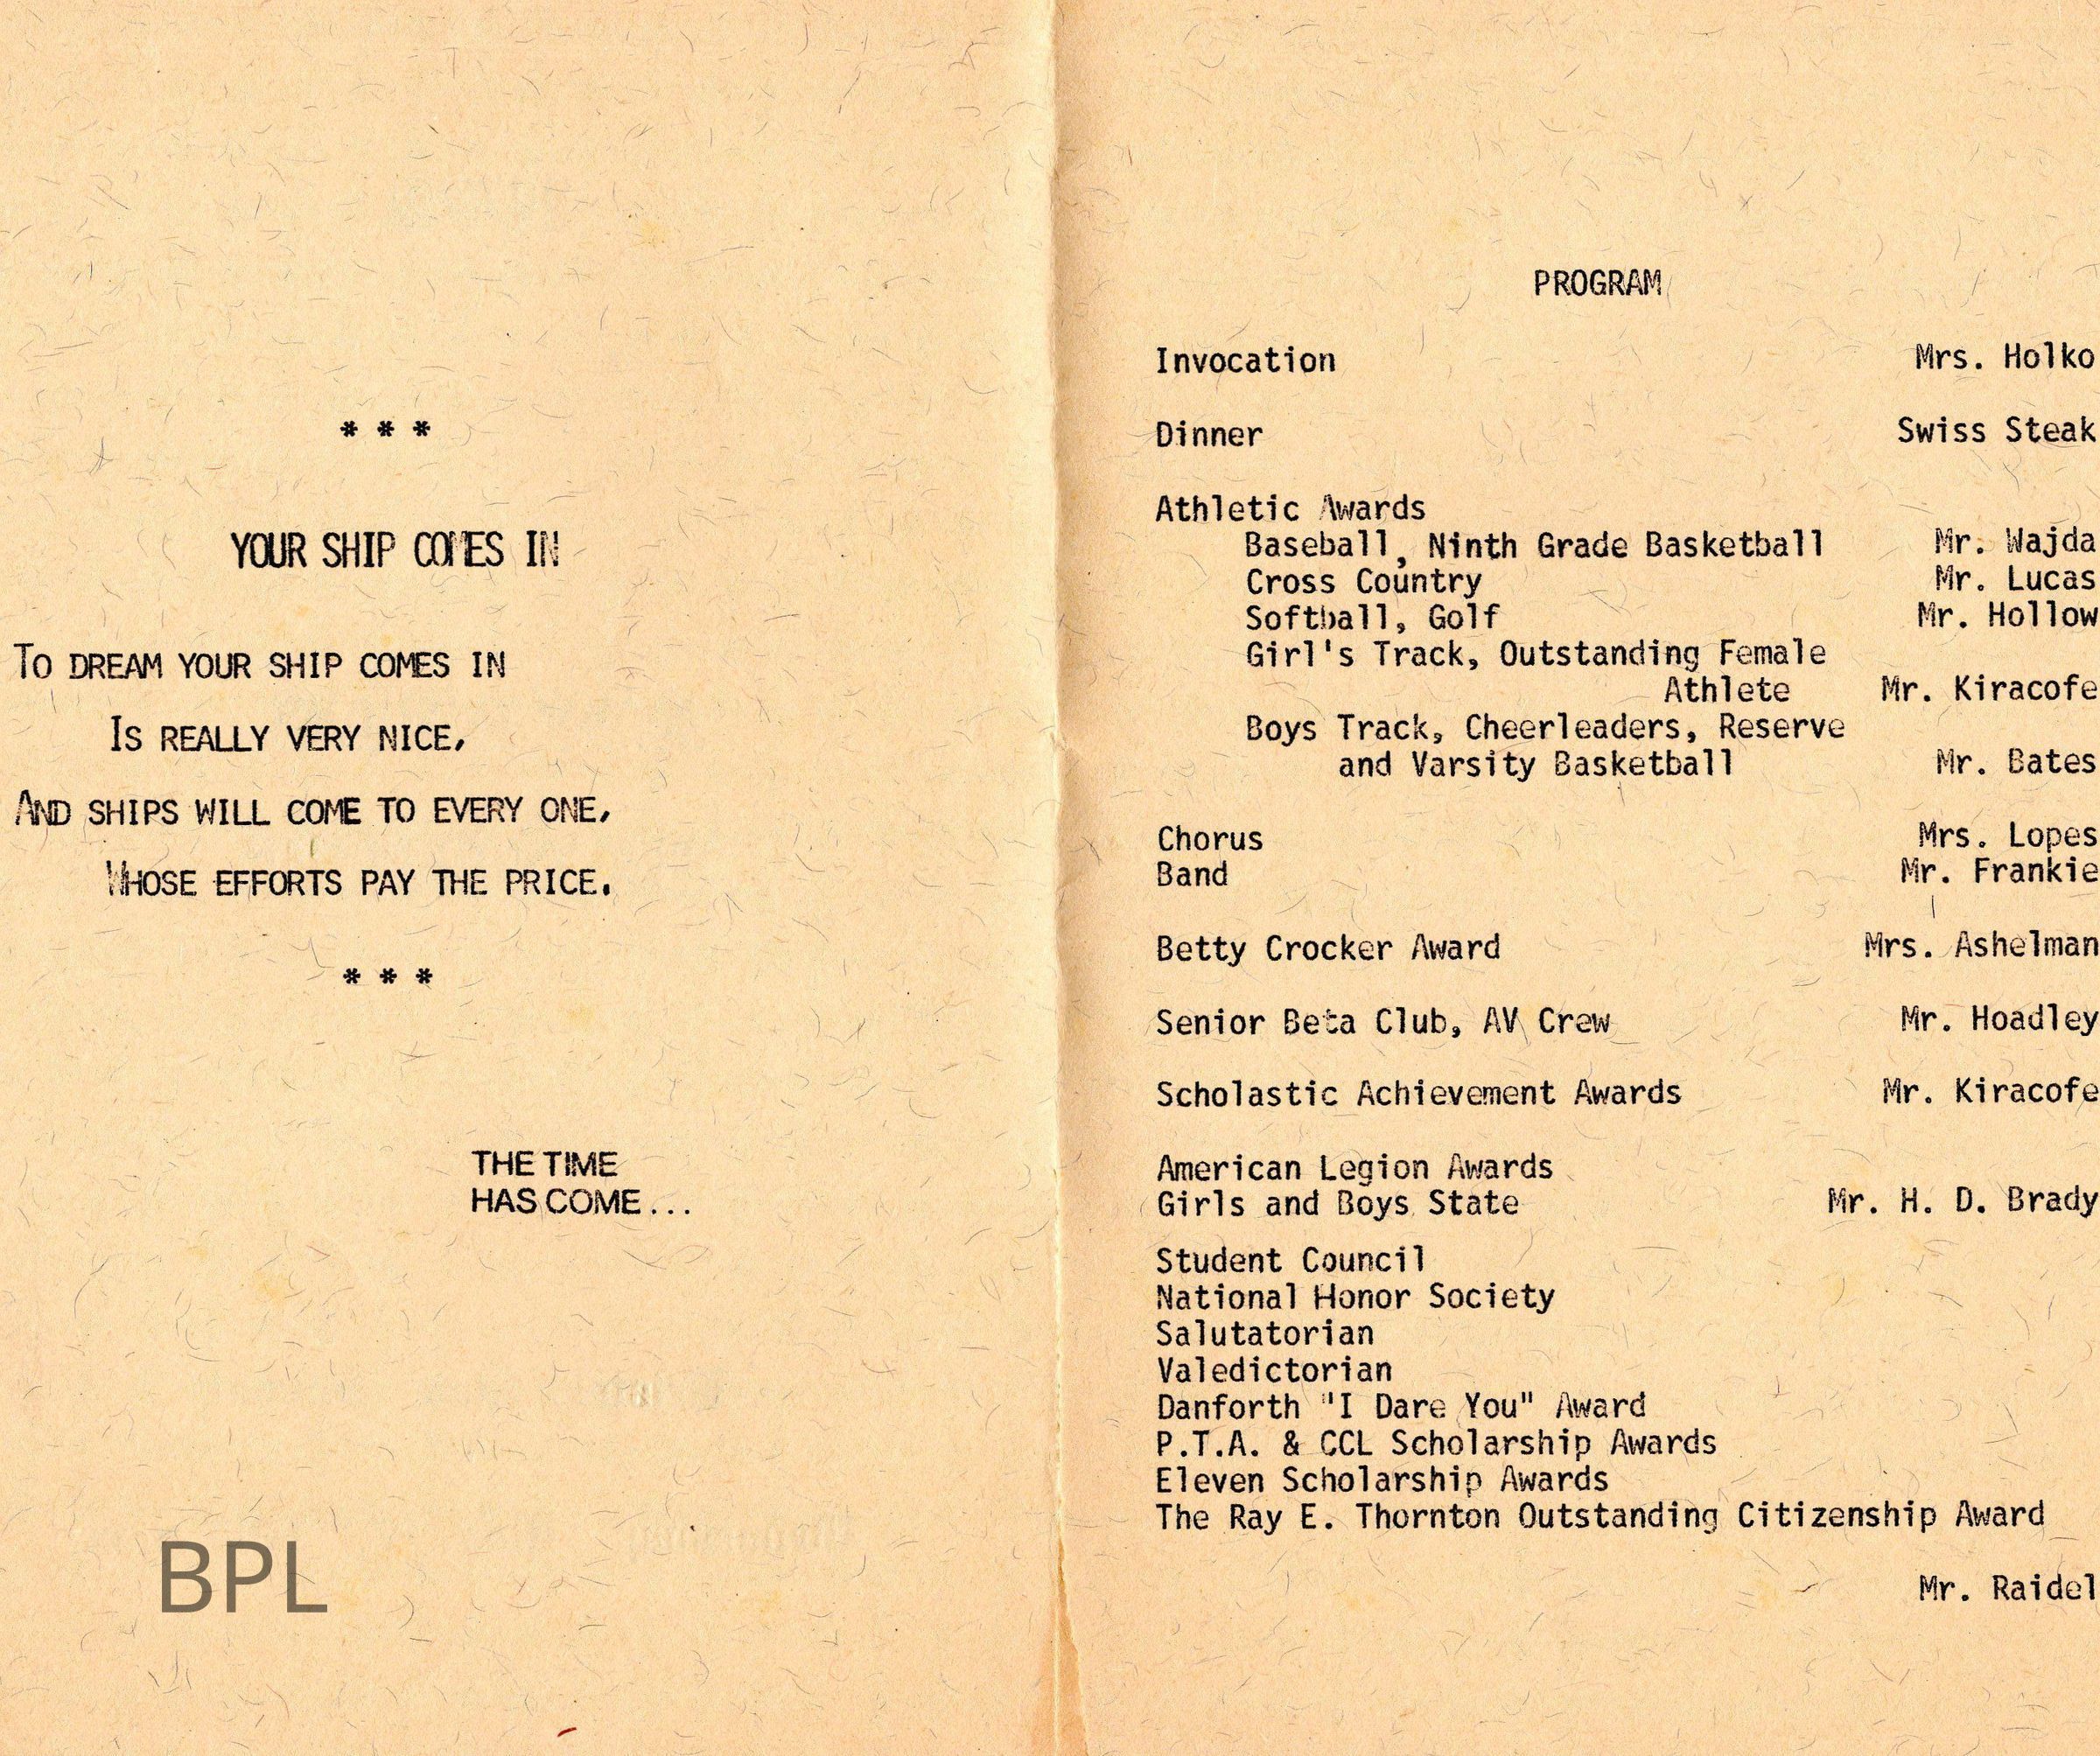 * * *
YOUR SHIP COMES IN
TO DREAM YOUR SHIP COMES IN
IS REALLY VERY NICE,
AND SHIPS WILL COME TO EVERY ONE,
WHOSE EFFORTS PAY THE PRICE.
* * *
THE TIME
HAS COME...
BPL
PROGRAM
Invocation Mrs. Holko
Dinner Swiss Steak
Athletic Awards
Baseball, Ninth Grade Basketball Mr. Wajda
Cross Country Mr. Lucas
Softball, Golf Mr. Hollow
Girl's Track, Outstanding Female
Athlete Mr. Kiracofe
Boys Track, Cheerleaders, Reserve
and Varsity Basketball Mr. Bates
Chorus Mrs. Lopes
Band Mr. Frankie
Betty Crocker Award Mrs. Ashelman
Senior Beta Club, AV Crew Mr. Hoadley
Scholastic Achievement Awards Mr. Kiracofe
American Legion Awards
Girls and Boys State Mr. H. D. Brady
Student Council
National Honor Society
Salutatorian
Valedictorian
Danforth "I Dare You" Award
P.T.A. & CCL Scholarship Awards
Eleven Scholarship Awards
The Ray E. Thornton Outstanding Citizenship Award
Mr. Raidel